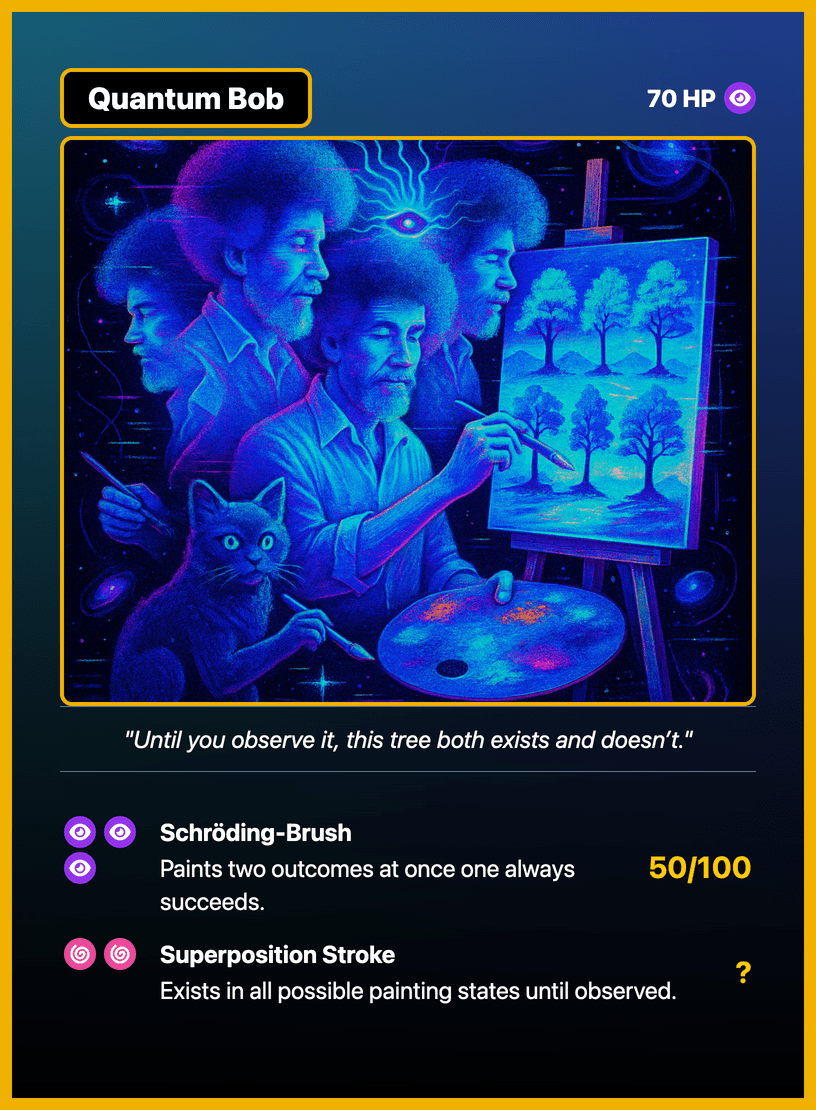 Quantum Bob
70 HP
"Until you observe it, this tree both exists and doesn’t."
Schröding-Brush
Paints two outcomes at once one always
succeeds.
50/100
Superposition Stroke
Exists in all possible painting states until observed.
?